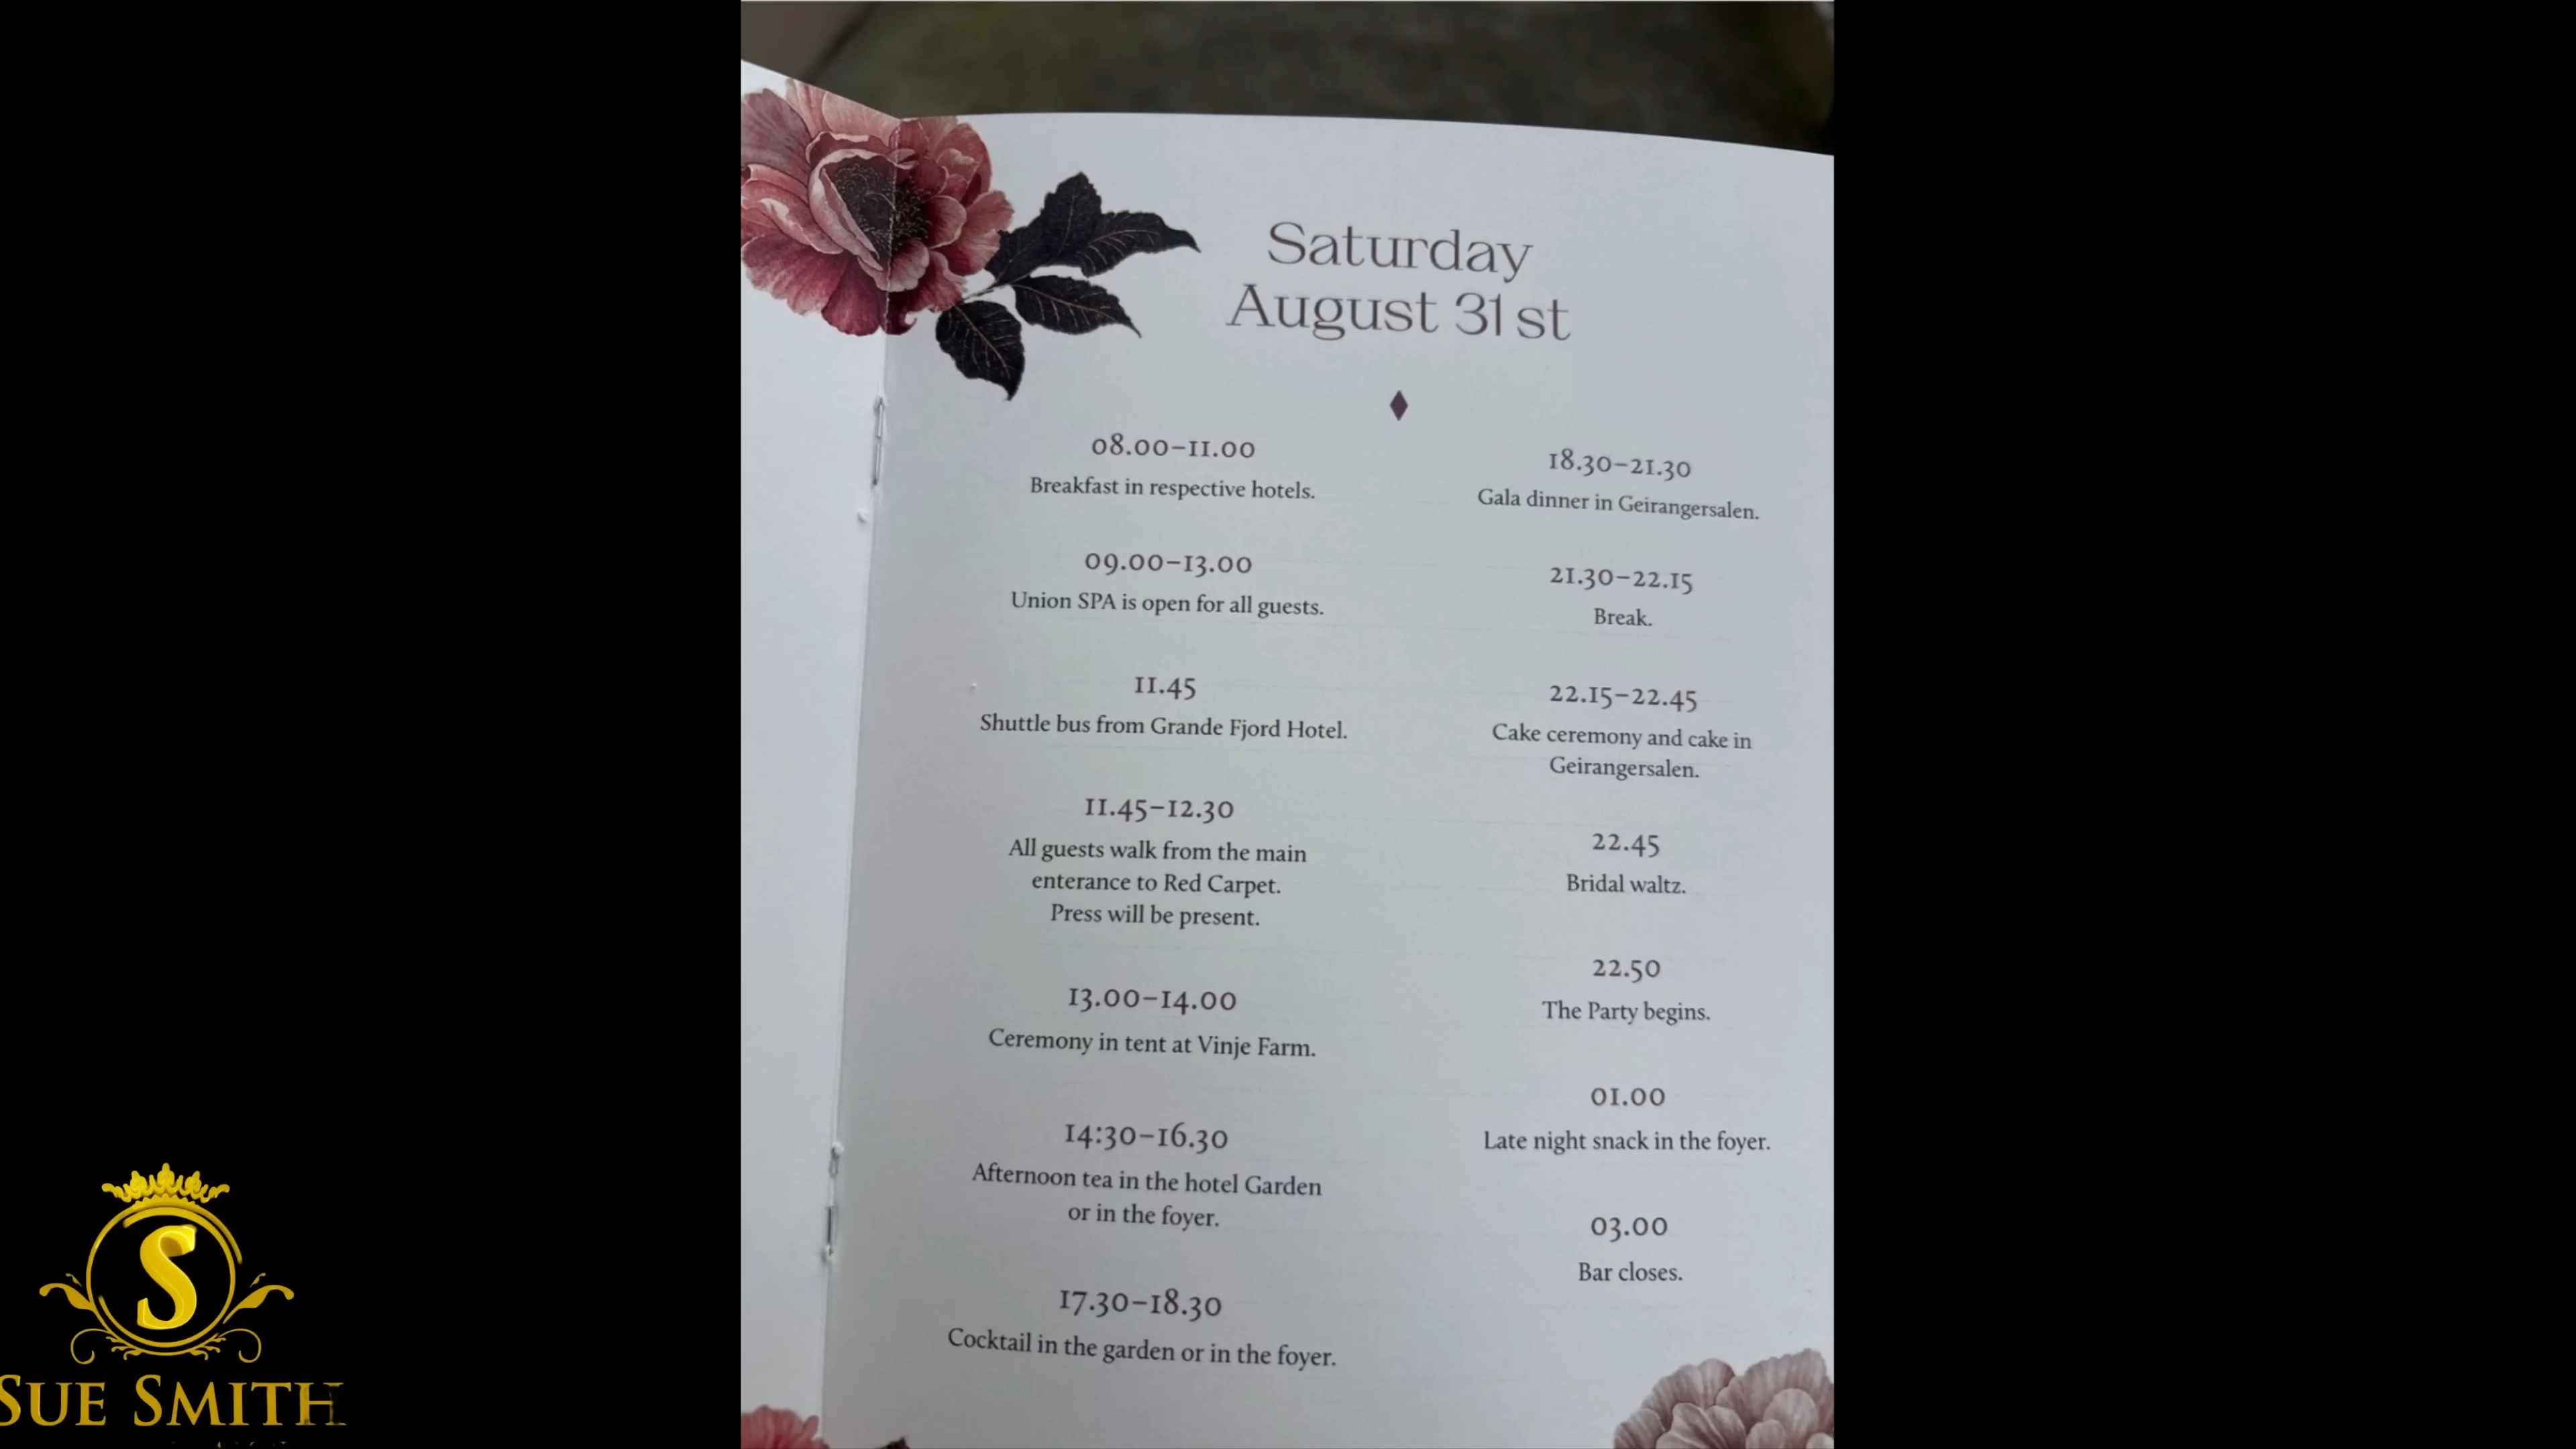 Saturday
August 31st
08.00–11.00
Breakfast in respective hotels.
09.00–13.00
Union SPA is open for all guests.
11.45
Shuttle bus from Grande Fjord Hotel.
11.45–12.30
All guests walk from the main
enterance to Red Carpet.
Press will be present.
13.00–14.00
Ceremony in tent at Vinje Farm.
14:30–16.30
Afternoon tea in the hotel Garden
or in the foyer.
17.30–18.30
Cocktail in the garden or in the foyer.
18.30–21.30
Gala dinner in Geirangersalen.
21.30–22.15
Break.
22.15–22.45
Cake ceremony and cake in
Geirangersalen.
22.45
Bridal waltz.
22.50
The Party begins.
01.00
Late night snack in the foyer.
03.00
Bar closes.
S
SUE SMITH